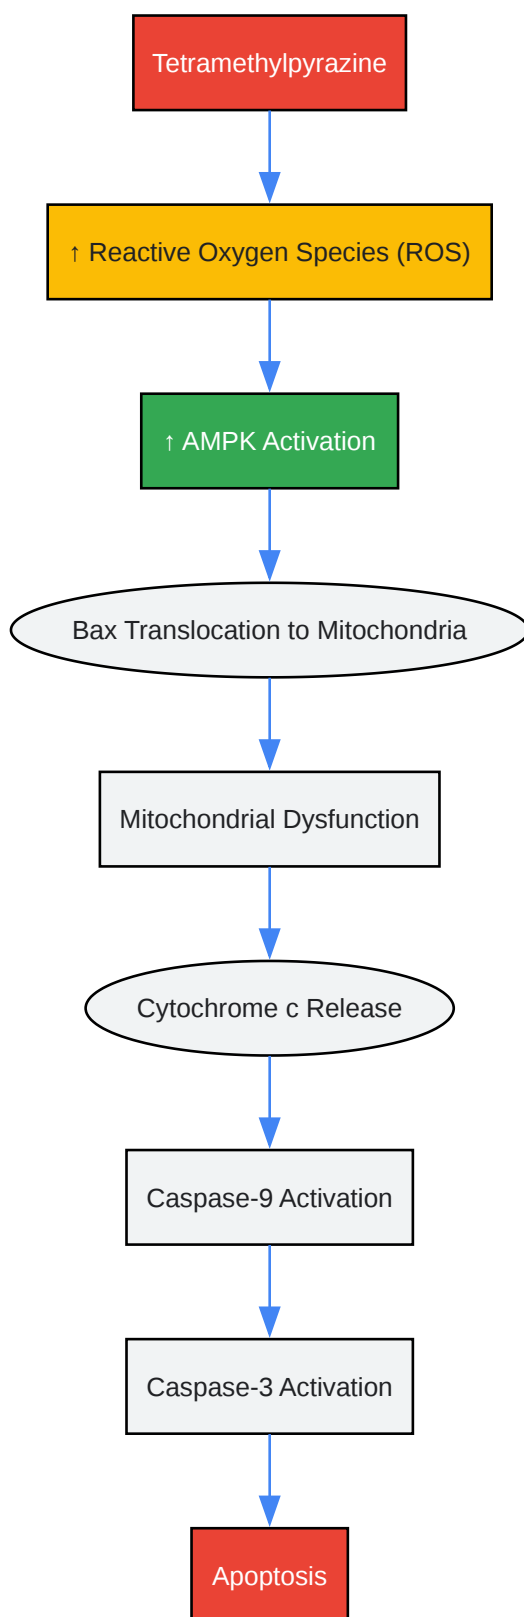 Tetramethylpyrazine
↑ Reactive Oxygen Species (ROS)
↑ AMPK Activation
Bax Translocation to Mitochondria
Mitochondrial Dysfunction
Cytochrome c Release
Caspase-9 Activation
Caspase-3 Activation
Apoptosis